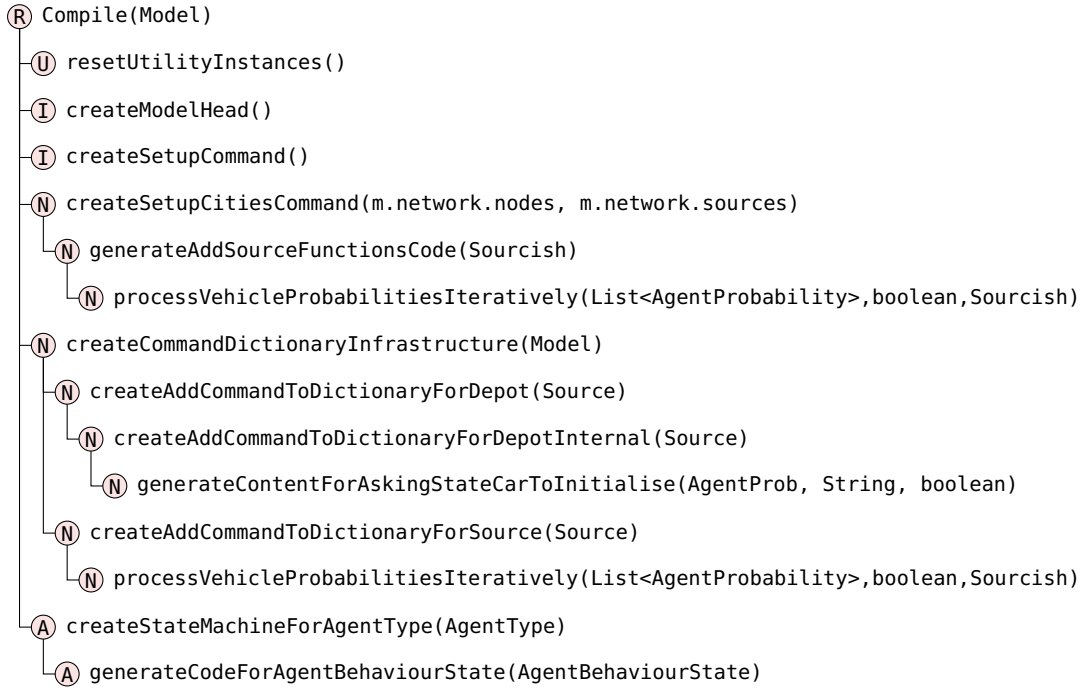 R Compile(Model)
U resetUtilityInstances()
I createModelHead()
I createSetupCommand()
N createSetupCitiesCommand(m.network.nodes, m.network.sources)
N generateAddSourceFunctionsCode(Sourcish)
N processVehicleProbabilitiesIteratively(List<AgentProbability>,boolean,Sourcish)
N createCommandDictionaryInfrastructure(Model)
N createAddCommandToDictionaryForDepot(Source)
N createAddCommandToDictionaryForDepotInternal(Source)
N generateContentForAskingStateCarToInitialise(AgentProb, String, boolean)
N createAddCommandToDictionaryForSource(Source)
N processVehicleProbabilitiesIteratively(List<AgentProbability>,boolean,Sourcish)
A createStateMachineForAgentType(AgentType)
A generateCodeForAgentBehaviourState(AgentBehaviourState)